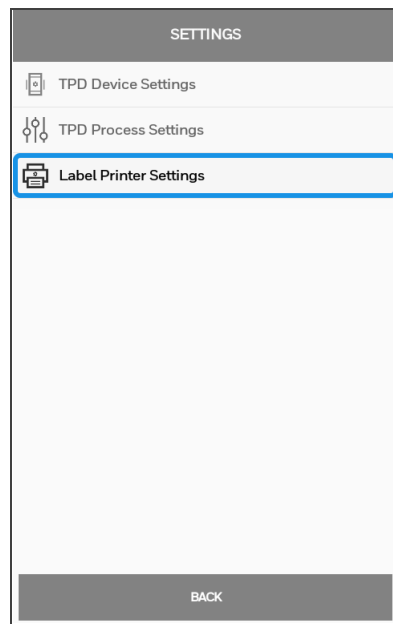 SETTINGS
TPD Device Settings
TPD Process Settings
Label Printer Settings
BACK